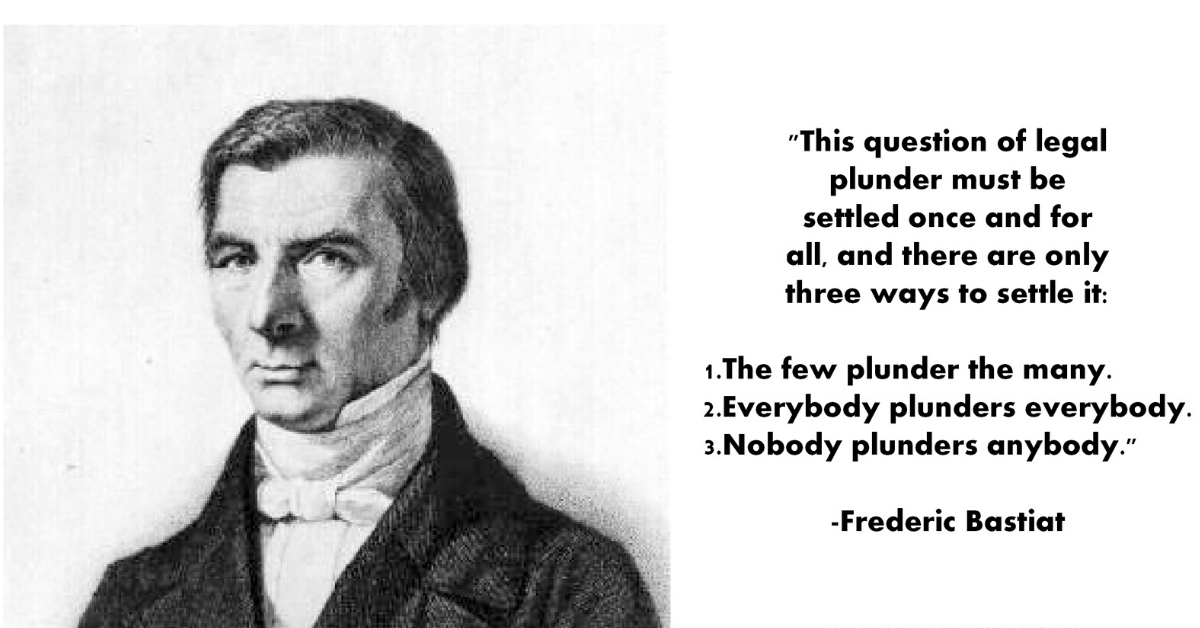 "This question of legal
plunder must be
settled once and for
all, and there are only
three ways to settle it:
1.The few plunder the many.
2.Everybody plunders everybody.
3.Nobody plunders anybody."
-Frederic Bastiat